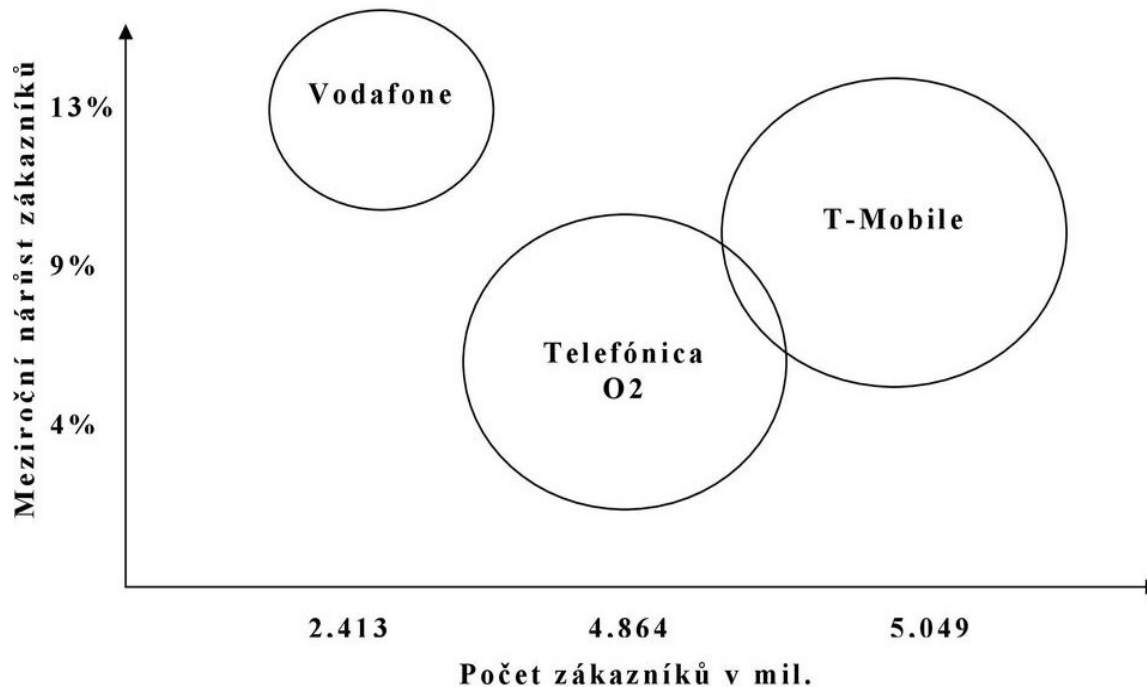 Meziroční nárůst zákazníků
13%
9%
4%
Vodafone
T-Mobile
Telefónica
O2
2.413
4.864
5.049
Počet zákazníků v mil.